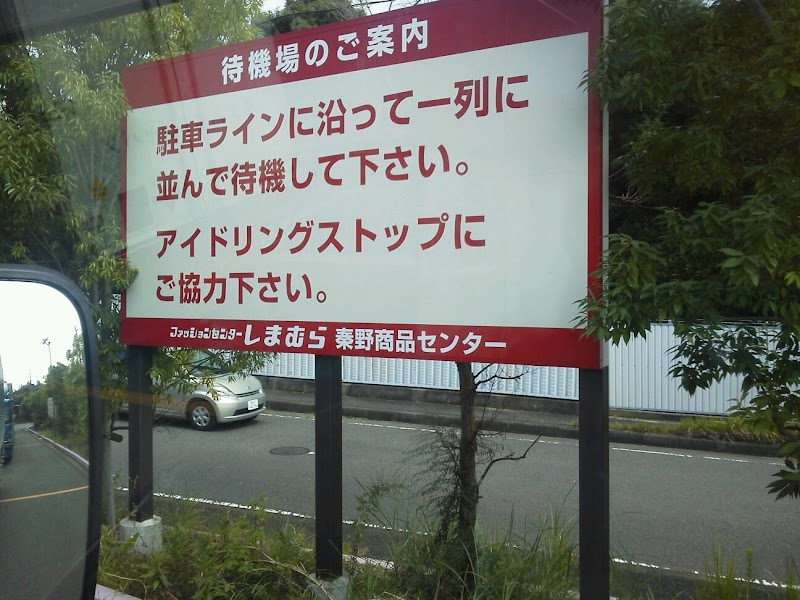 待機場のご案内
駐車ラインに沿って一列に
並んで待機して下さい。
アイドリングストップに
ご協力下さい。
ファッションセンターしまむら 秦野商品センター